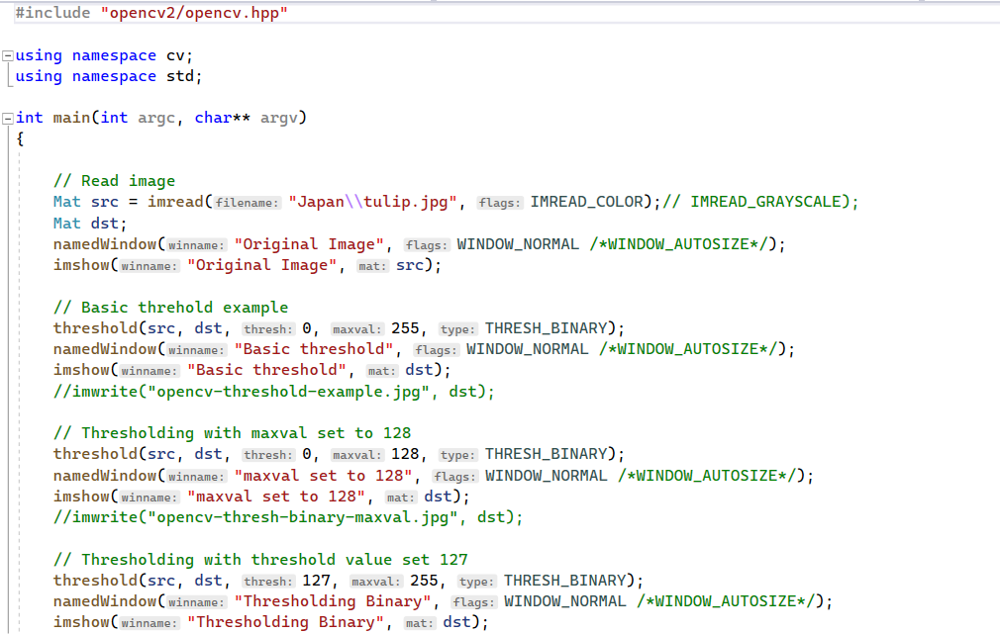 #include "opencv2/opencv.hpp"
using namespace cv;
using namespace std;
int main(int argc, char** argv)
{
// Read image
Mat src = imread(filename: "Japan\\tulip.jpg", flags: IMREAD_COLOR);// IMREAD_GRAYSCALE);
Mat dst;
namedWindow(winname: "Original Image", flags: WINDOW_NORMAL /*WINDOW_AUTOSIZE*/);
imshow(winname: "Original Image", mat: src);
// Basic threhold example
threshold(src, dst, thresh: 0, maxval: 255, type: THRESH_BINARY);
namedWindow(winname: "Basic threshold", flags: WINDOW_NORMAL /*WINDOW_AUTOSIZE*/);
imshow(winname: "Basic threshold", mat: dst);
//imwrite("opencv-threshold-example.jpg", dst);
// Thresholding with maxval set to 128
threshold(src, dst, thresh: 0, maxval: 128, type: THRESH_BINARY);
namedWindow(winname: "maxval set to 128", flags: WINDOW_NORMAL /*WINDOW_AUTOSIZE*/);
imshow(winname: "maxval set to 128", mat: dst);
//imwrite("opencv-thresh-binary-maxval.jpg", dst);
// Thresholding with threshold value set 127
threshold(src, dst, thresh: 127, maxval: 255, type: THRESH_BINARY);
namedWindow(winname: "Thresholding Binary", flags: WINDOW_NORMAL /*WINDOW_AUTOSIZE*/);
imshow(winname: "Thresholding Binary", mat: dst);